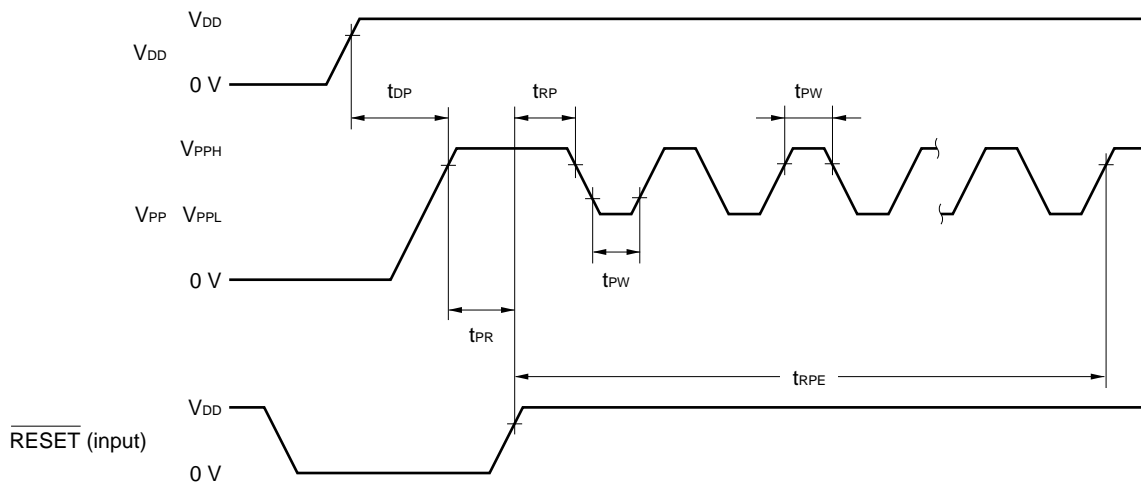 VDD
VDD
0 V
tDP
tRP
tPW
VPPH
VPP VPPL
tPW
0 V
tPR
tRPE
VDD
RESET (input)
0 V